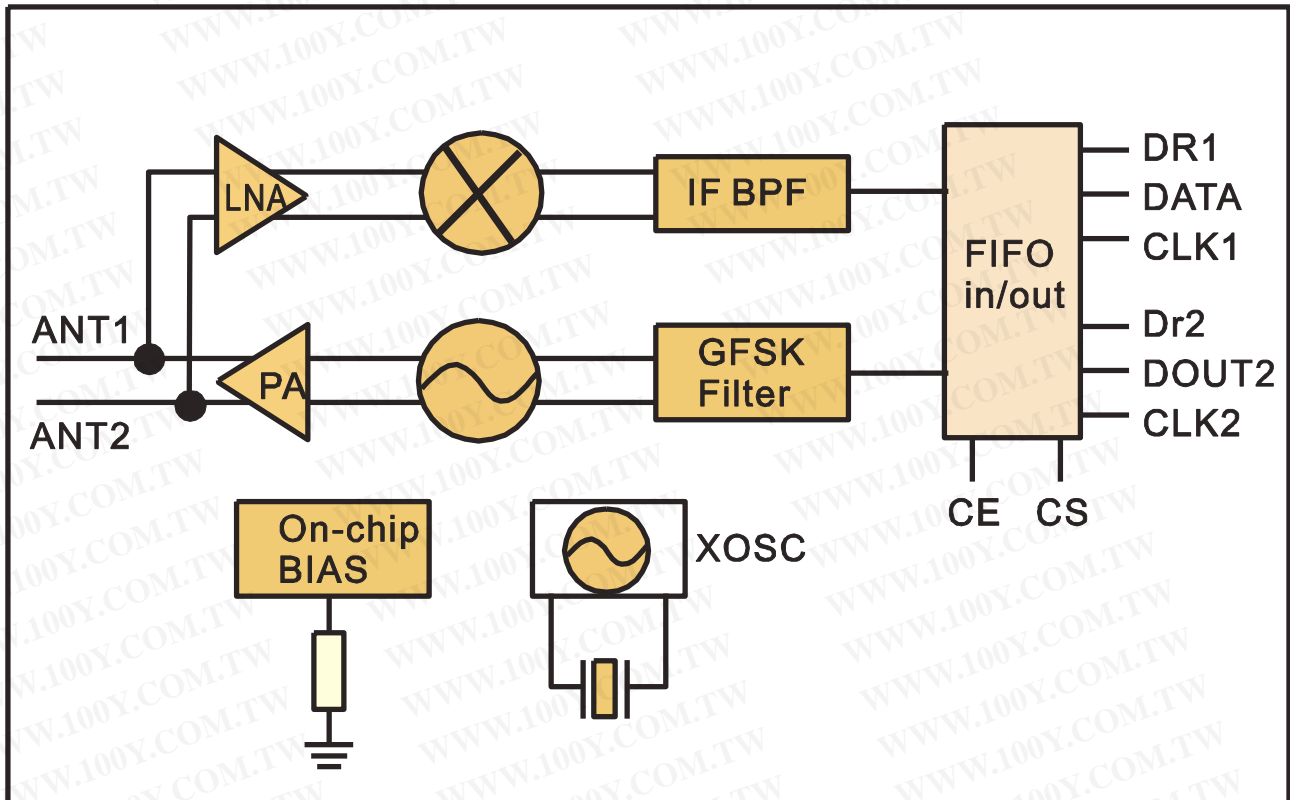 LNA
IF BPF
DR1
DATA
CLK1
FIFO
in/out
ANT1
PA
GFSK
Filter
Dr2
DOUT2
CLK2
ANT2
CE
CS
On-chip
BIAS
XOSC
WWW.100Y.COM.TW